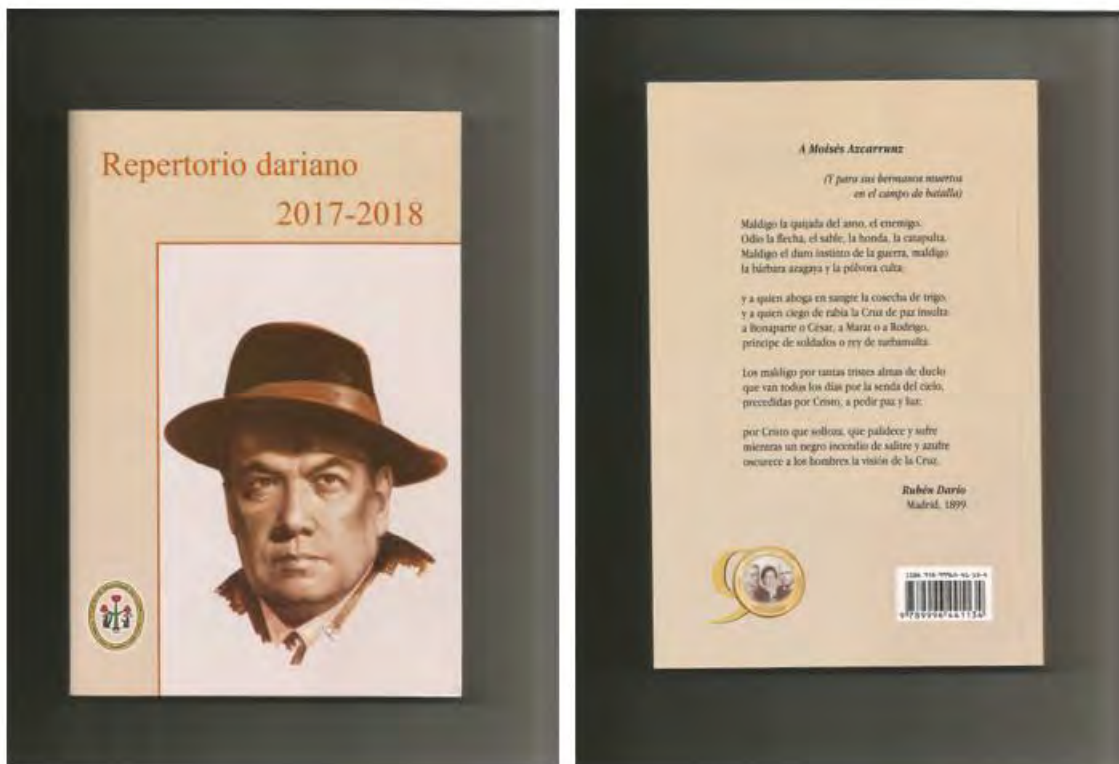 Repertorio dariano
2017-2018
A Moisés Azcarrunz
(Y para sus hermanos muertos
en el campo de batalla)
Maldigo la quijada del asno, el enemigo.
Odio la flecha, el sable, la honda, la catapulta.
Maldigo el duro instinto de la guerra, maldigo
la bárbara azagaya y la pólvora culta;
y a quien ahoga en sangre la cosecha de trigo,
y a quien ciego de rabia la Cruz de paz insulta:
a Bonaparte o César, a Marat o a Rodrigo,
príncipe de soldados o rey de turbamulta.
Los maldigo por tantas tristes almas de duelo
que van todos los días por la senda del cielo,
precedidas por Cristo, a pedir paz y luz;
por Cristo que solloza, que palidece y sufre
mientras un negro incendio de salitre y azufre
oscurece a los hombres la visión de la Cruz.
Rubén Darío
Madrid, 1899
90
ISBN
9 789996 441134